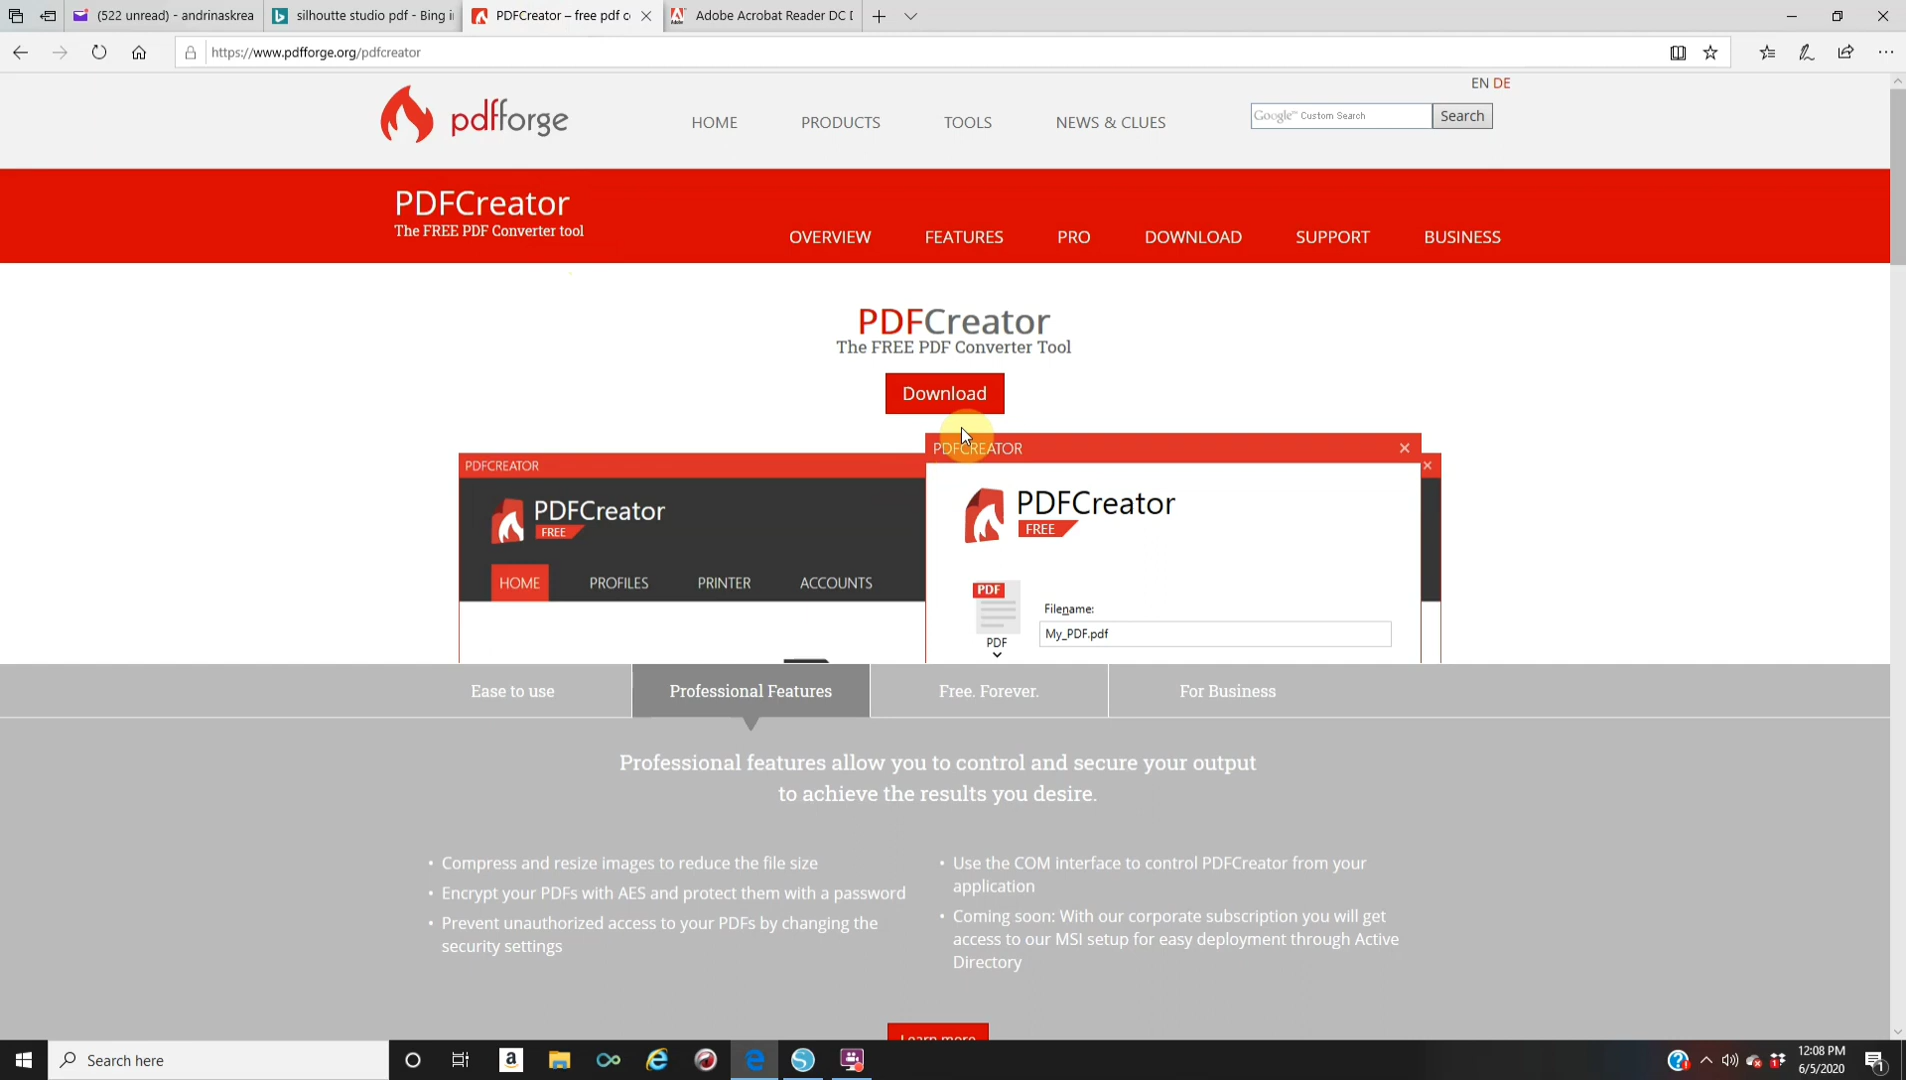 (522 unread) - andrinaskrea
silhoutte studio pdf - Bing i
PDFCreator – free pdf c
Adobe Acrobat Reader DC
https://www.pdfforge.org/pdfcreator
EN DE
pdfforge
HOME PRODUCTS TOOLS NEWS & CLUES
Google™ Custom Search
Search
PDFCreator
The FREE PDF Converter tool
OVERVIEW FEATURES PRO DOWNLOAD SUPPORT BUSINESS
PDFCreator
The FREE PDF Converter Tool
Download
PDFCREATOR
PDFCreator
FREE
HOME PROFILES PRINTER ACCOUNTS
PDFCREATOR
PDFCreator
FREE
PDF
PDF
Filename:
My_PDF.pdf
Ease to use
Professional Features
Free. Forever.
For Business
Professional features allow you to control and secure your output
to achieve the results you desire.
• Compress and resize images to reduce the file size
• Encrypt your PDFs with AES and protect them with a password
• Prevent unauthorized access to your PDFs by changing the
security settings
• Use the COM interface to control PDFCreator from your
application
• Coming soon: With our corporate subscription you will get
access to our MSI setup for easy deployment through Active
Directory
Learn more
Search here
12:08 PM
6/5/2020